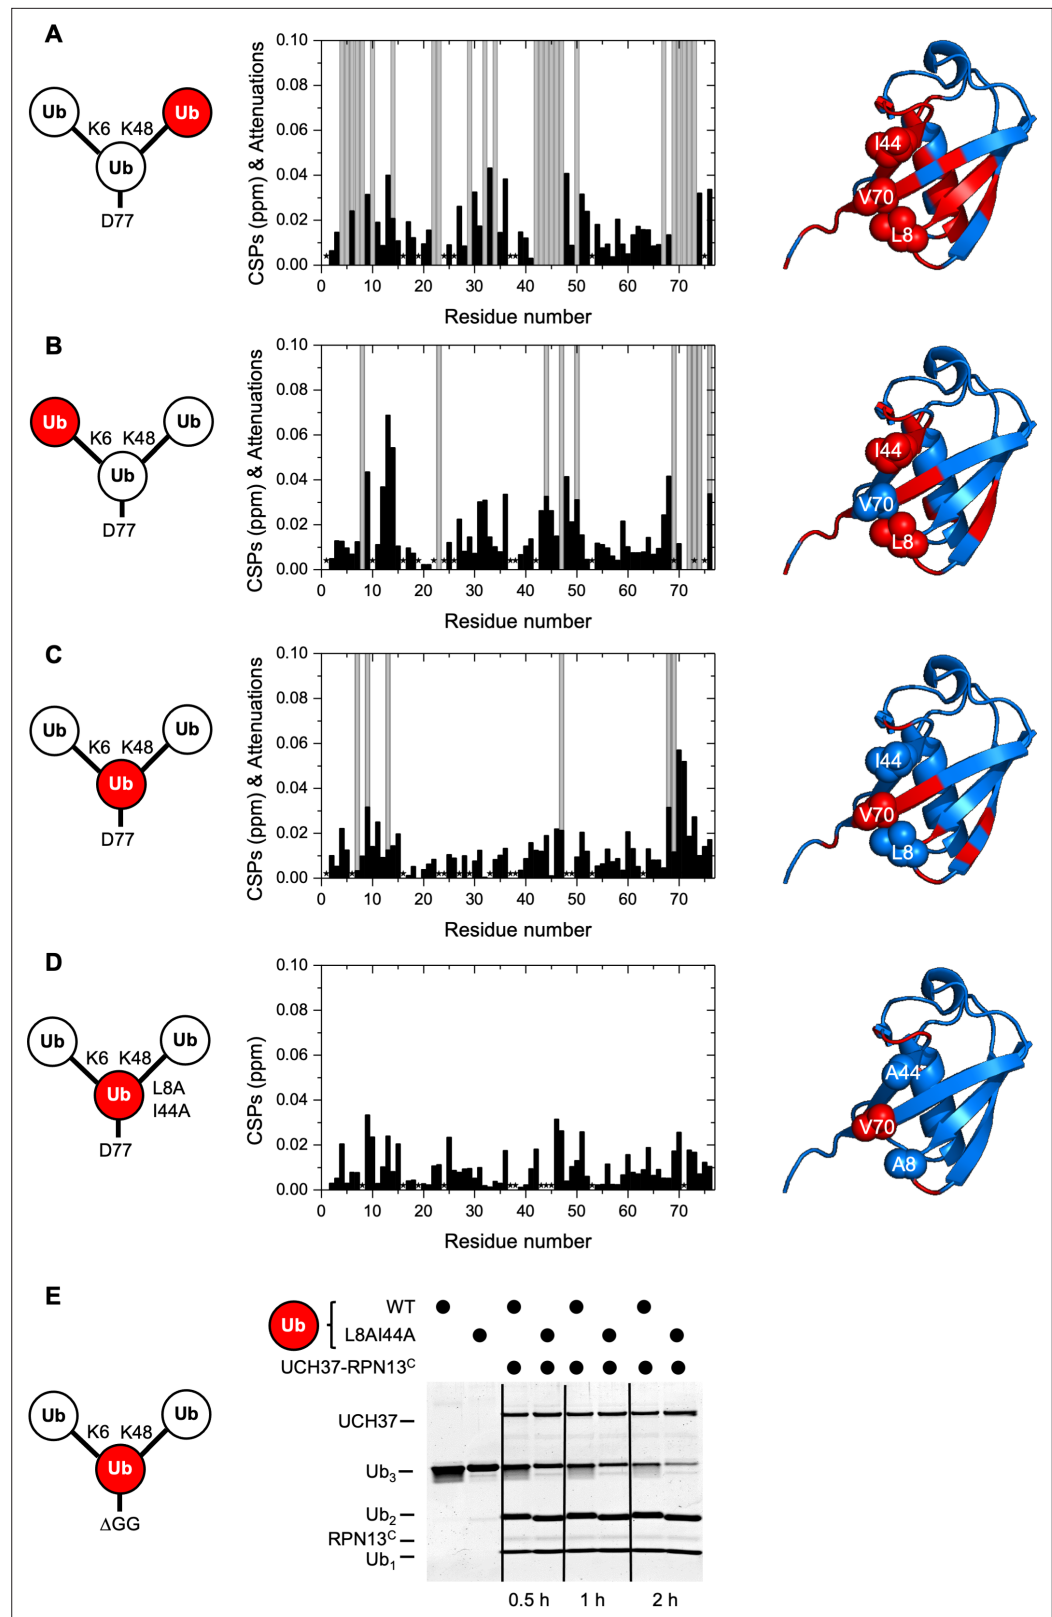 A
Ub
Ub
K6 K48
Ub
D77
CSPs (ppm) & Attenuations
0.10
0.08
0.06
0.04
0.02
0.00
0 10 20 30 40 50 60 70
Residue number
I44
V70
L8
B
Ub
Ub
K6 K48
Ub
D77
CSPs (ppm) & Attenuations
0.10
0.08
0.06
0.04
0.02
0.00
0 10 20 30 40 50 60 70
Residue number
I44
V70
L8
C
Ub
Ub
K6 K48
Ub
D77
CSPs (ppm) & Attenuations
0.10
0.08
0.06
0.04
0.02
0.00
0 10 20 30 40 50 60 70
Residue number
I44
V70
L8
D
Ub
Ub
K6 K48
Ub
L8A
I44A
D77
CSPs (ppm)
0.10
0.08
0.06
0.04
0.02
0.00
0 10 20 30 40 50 60 70
Residue number
A44
V70
A8
E
Ub
Ub
K6 K48
Ub
ΔGG
Ub
WT
L8AI44A
UCH37-RPN13ᶜ
UCH37
Ub₃
Ub₂
RPN13ᶜ
Ub₁
0.5 h 1 h 2 h